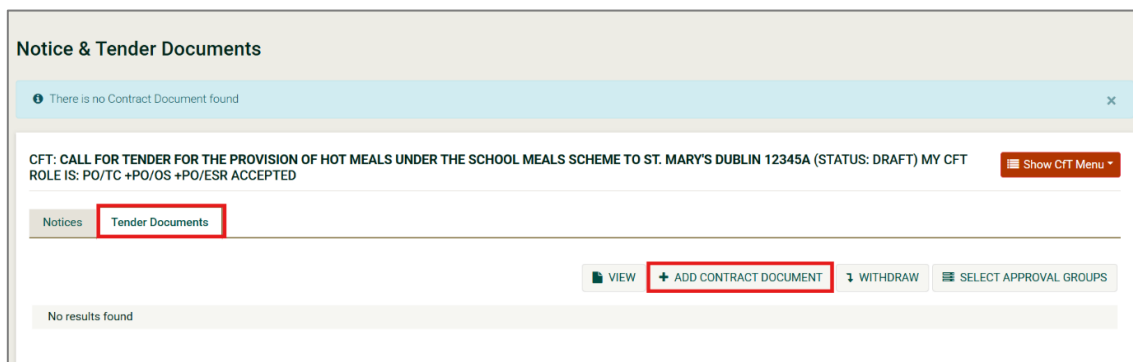 Notice & Tender Documents
There is no Contract Document found ×
CFT: CALL FOR TENDER FOR THE PROVISION OF HOT MEALS UNDER THE SCHOOL MEALS SCHEME TO ST. MARY'S DUBLIN 12345A (STATUS: DRAFT) MY CFT
ROLE IS: PO/TC +PO/OS +PO/ESR ACCEPTED
Show CfT Menu
Notices Tender Documents
VIEW + ADD CONTRACT DOCUMENT WITHDRAW SELECT APPROVAL GROUPS
No results found